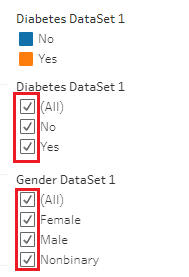 Diabetes DataSet 1
No
Yes
Diabetes DataSet 1
(All)
No
Yes
Gender DataSet 1
(All)
Female
Male
Nonbinary